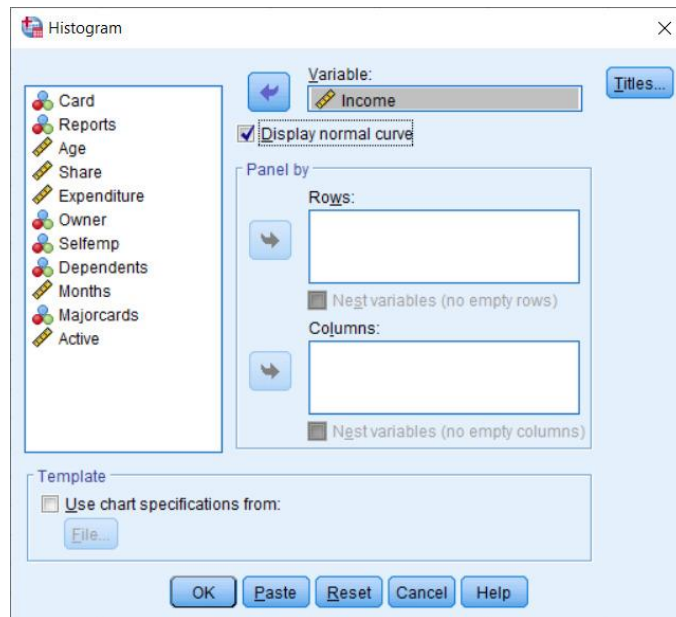 Histogram
Variable:
Income
Titles...
Card
Reports
Age
Share
Expenditure
Owner
Selfemp
Dependents
Months
Majorcards
Active
Display normal curve
Panel by
Rows:
Nest variables (no empty rows)
Columns:
Nest variables (no empty columns)
Template
Use chart specifications from:
File...
OK Paste Reset Cancel Help